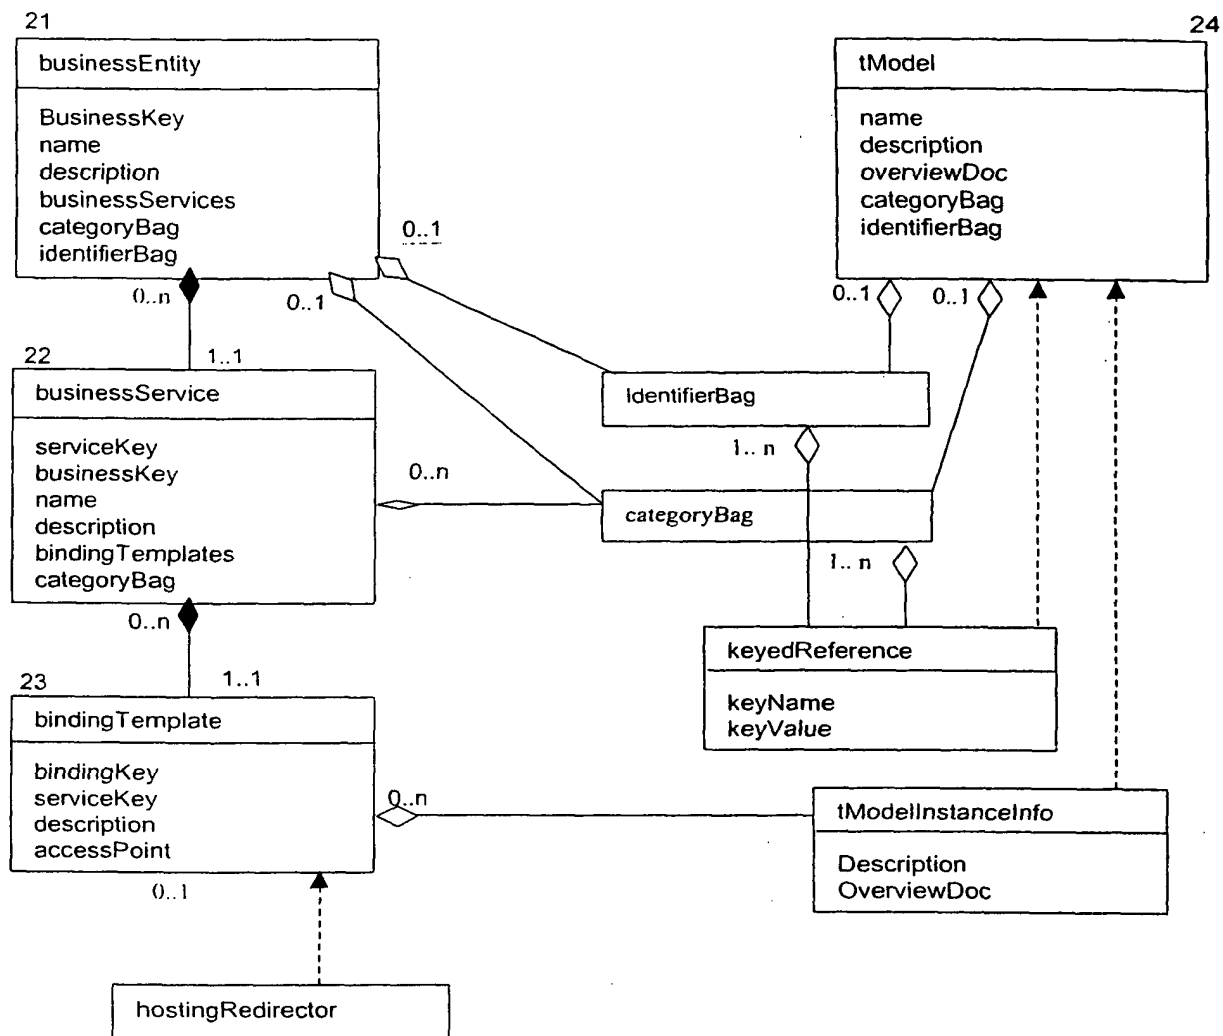 21
businessEntity
BusinessKey
name
description
businessServices
categoryBag
identifierBag
24
tModel
name
description
overviewDoc
categoryBag
identifierBag
0..1
0..n
0..1
0..1
0..1
1..1
22
businessService
serviceKey
businessKey
name
description
bindingTemplates
categoryBag
IdentifierBag
1.. n
0..n
categoryBag
1.. n
0..n
1..1
keyedReference
keyName
keyValue
23
bindingTemplate
bindingKey
serviceKey
description
accessPoint
0..n
tModelInstanceInfo
Description
OverviewDoc
0..1
hostingRedirector